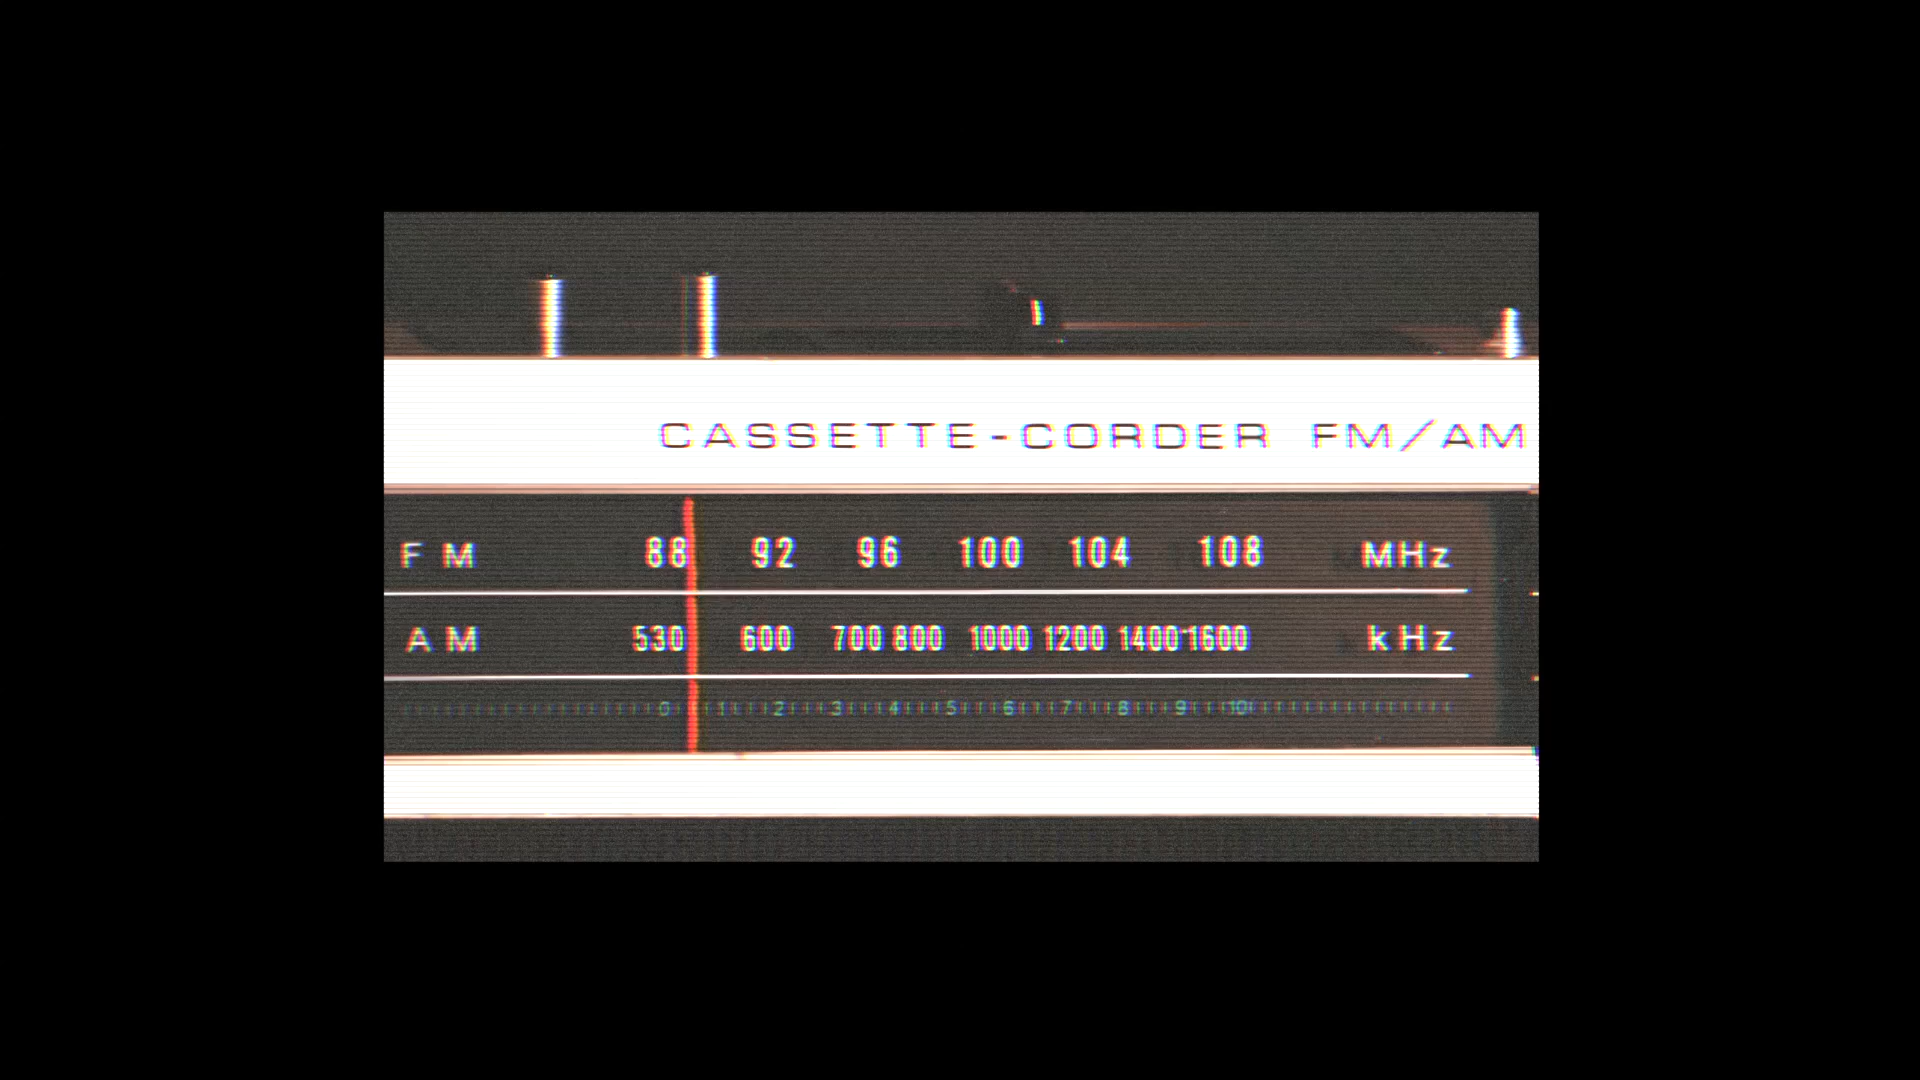 CASSETTE-CORDER FM/AM
FM 88 92 96 100 104 108 MHz
AM 530 600 700 800 1000 1200 1400 1600 kHz
0 1 2 3 4 5 6 7 8 9 10